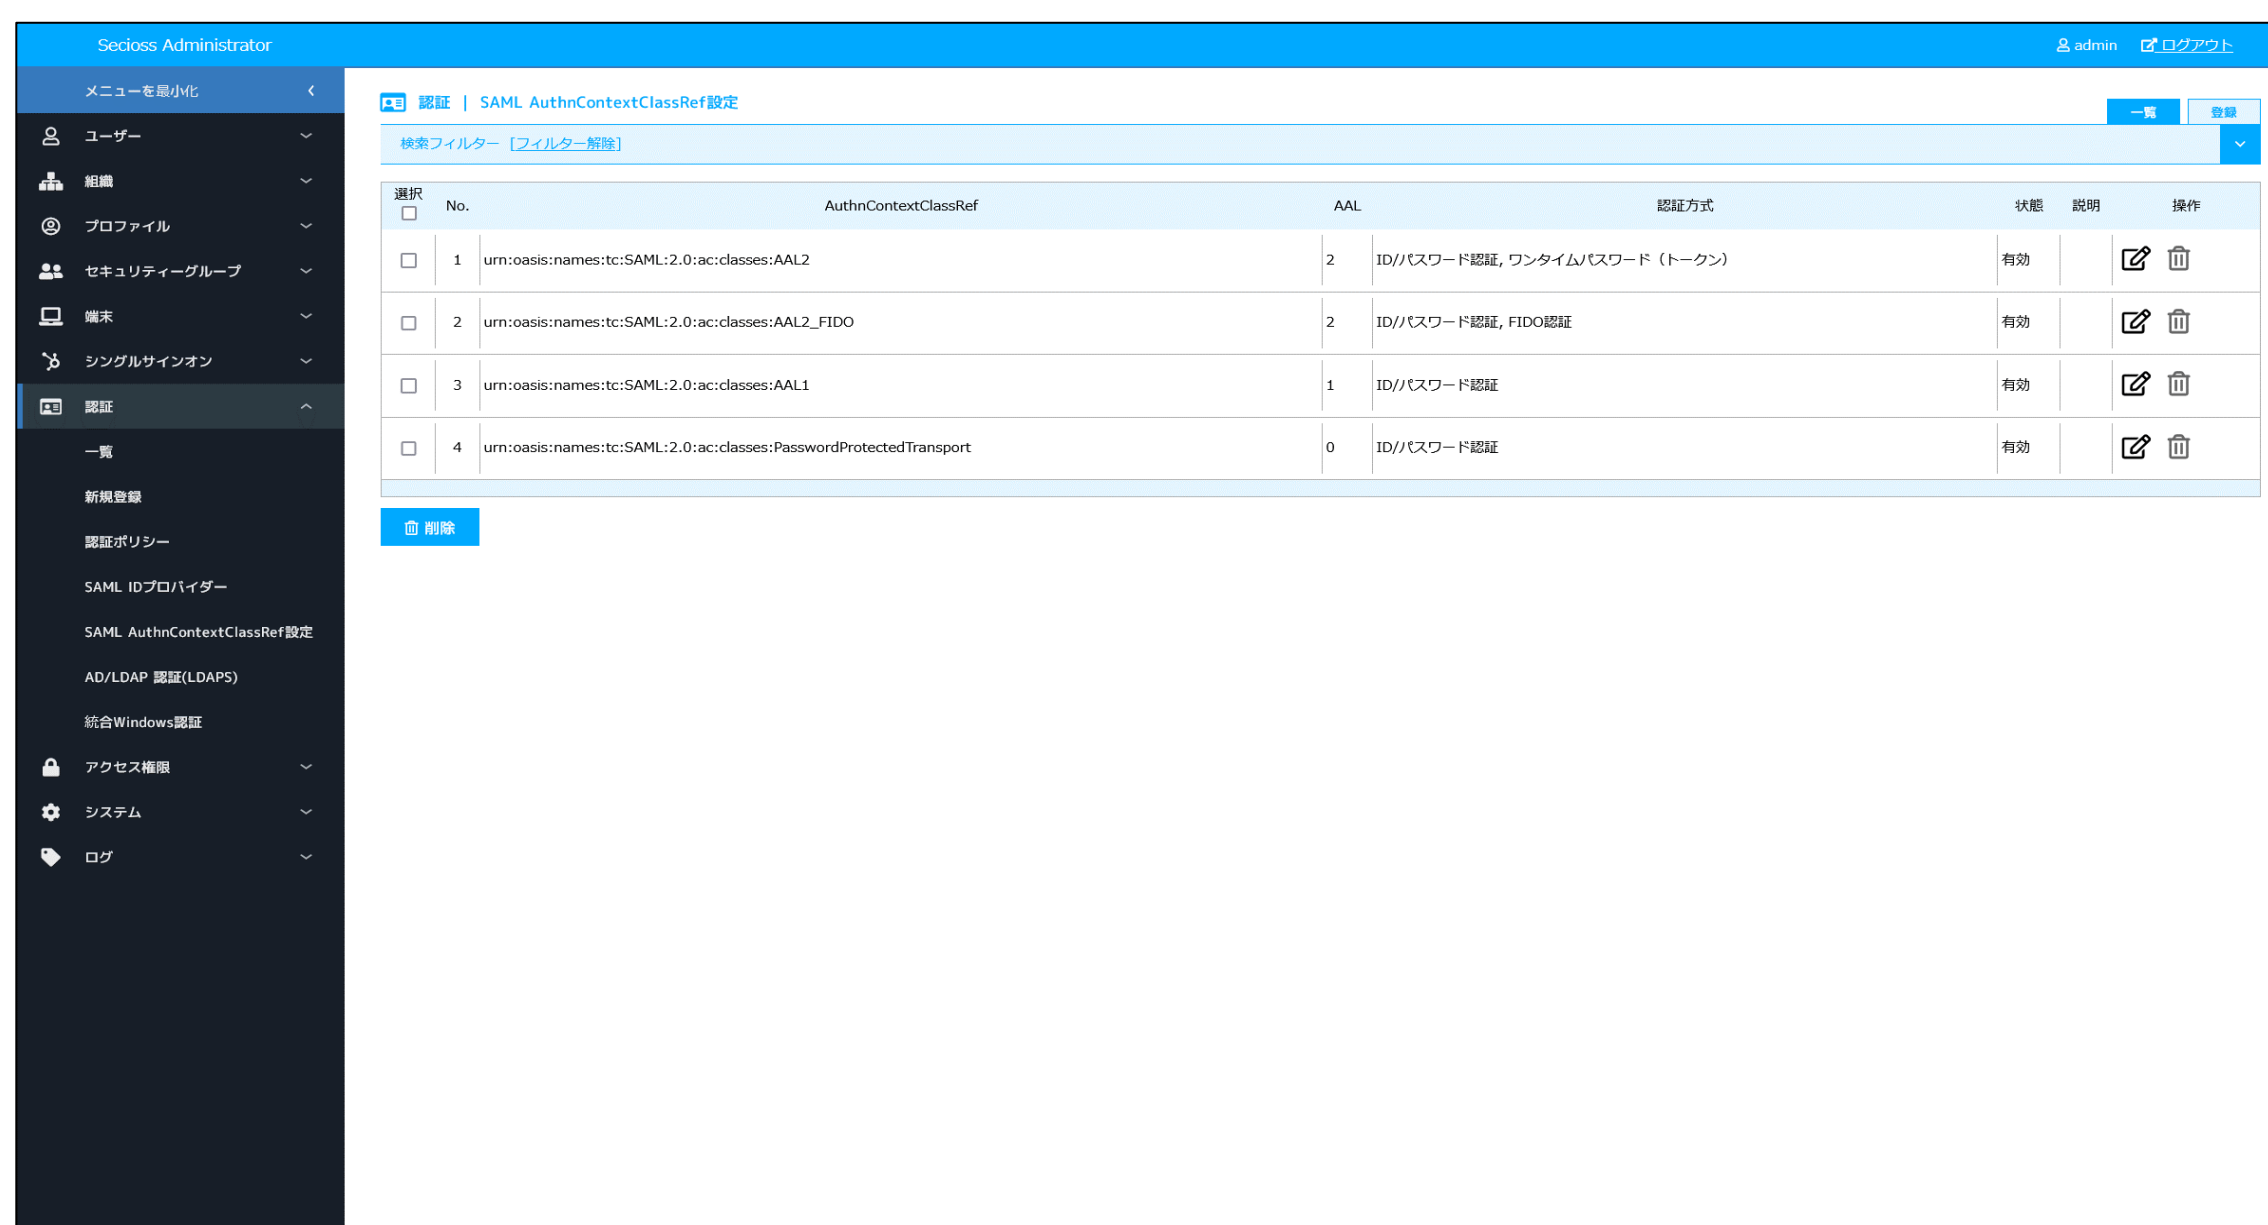 Secioss Administrator
admin ログアウト
メニューを最小化
ユーザー
組織
プロファイル
セキュリティーグループ
端末
シングルサインオン
認証
一覧
新規登録
認証ポリシー
SAML IDプロバイダー
SAML AuthnContextClassRef設定
AD/LDAP 認証(LDAPS)
統合Windows認証
アクセス権限
システム
ログ
認証 | SAML AuthnContextClassRef設定
一覧 登録
検索フィルター [フィルター解除]
選択 No. AuthnContextClassRef AAL 認証方式 状態 説明 操作
1 urn:oasis:names:tc:SAML:2.0:ac:classes:AAL2 2 ID/パスワード認証, ワンタイムパスワード（トークン） 有効
2 urn:oasis:names:tc:SAML:2.0:ac:classes:AAL2_FIDO 2 ID/パスワード認証, FIDO認証 有効
3 urn:oasis:names:tc:SAML:2.0:ac:classes:AAL1 1 ID/パスワード認証 有効
4 urn:oasis:names:tc:SAML:2.0:ac:classes:PasswordProtectedTransport 0 ID/パスワード認証 有効
削除